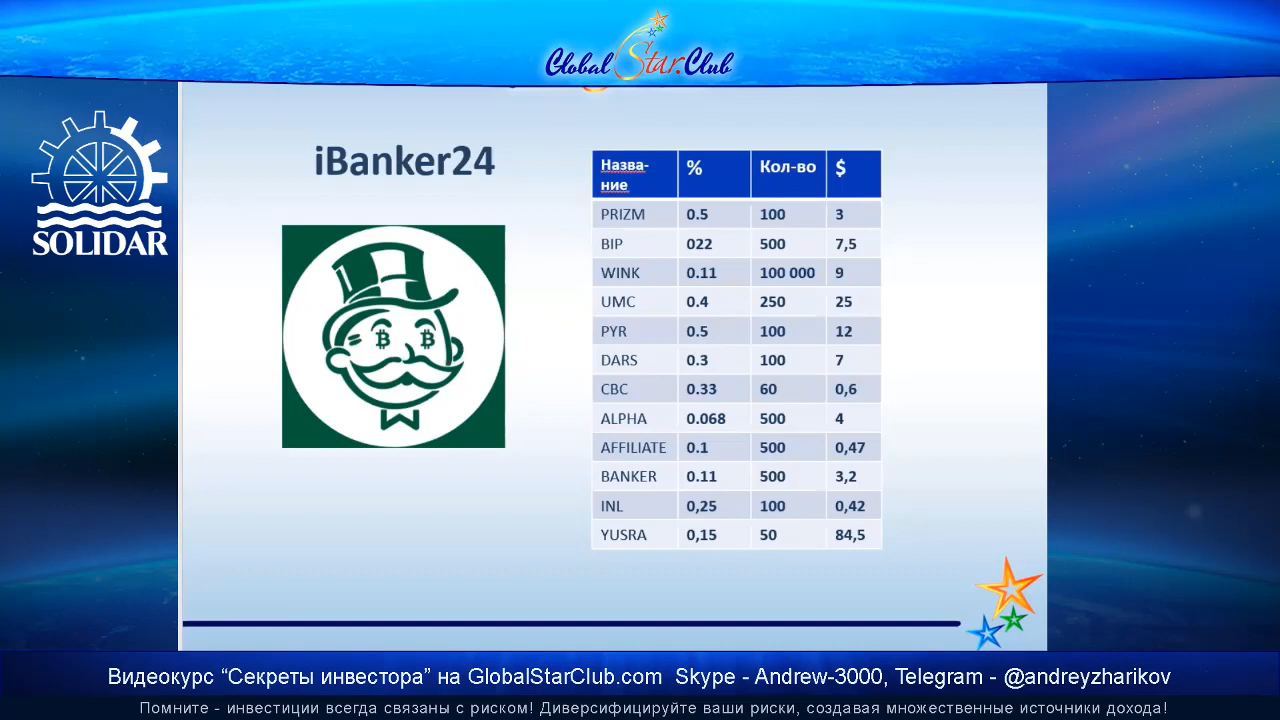 Global Star.Club
SOLIDAR
iBanker24
Назва-
ние % Кол-во $
PRIZM 0.5 100 3
BIP 022 500 7,5
WINK 0.11 100 000 9
UMC 0.4 250 25
PYR 0.5 100 12
DARS 0.3 100 7
CBC 0.33 60 0,6
ALPHA 0.068 500 4
AFFILIATE 0.1 500 0,47
BANKER 0.11 500 3,2
INL 0,25 100 0,42
YUSRA 0,15 50 84,5
Видеокурс “Секреты инвестора” на GlobalStarClub.com Skype - Andrew-3000, Telegram - @andreyzharikov
Помните - инвестиции всегда связаны с риском! Диверсифицируйте ваши риски, создавая множественные источники дохода!